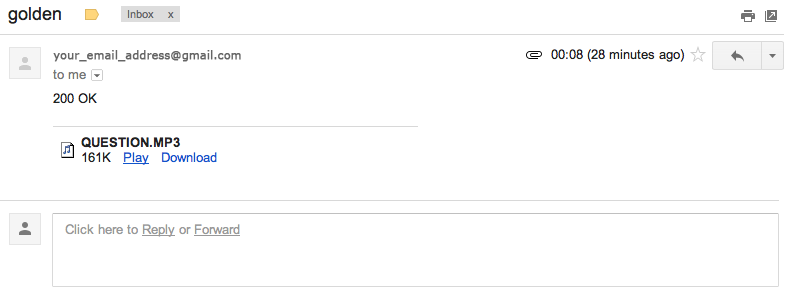 golden
Inbox x
your_email_address@gmail.com
00:08 (28 minutes ago)
to me
200 OK
QUESTION.MP3
161K Play Download
Click here to Reply or Forward